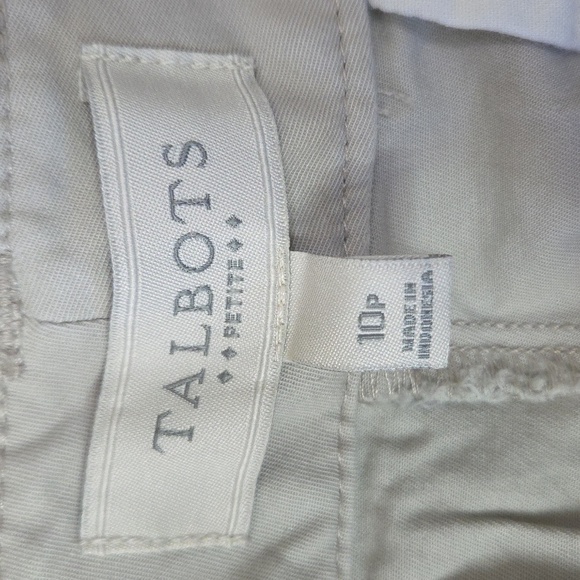 TALBOTS
♦♦PETITE♦♦
10P
MADE IN
INDONESIA